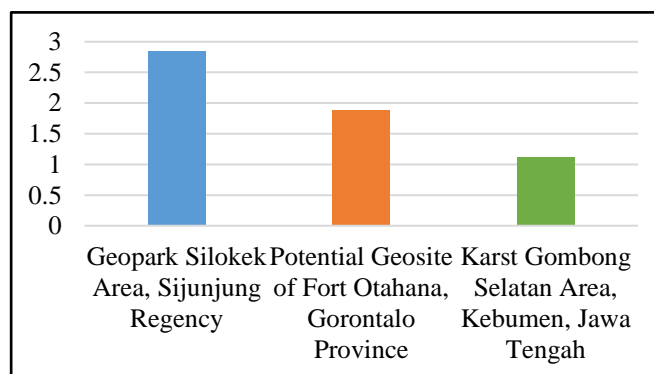 3
2.5
2
1.5
1
0.5
0
Geopark Silokek
Area, Sijunjung
Regency
Potential Geosite
of Fort Otahana,
Gorontalo
Province
Karst Gombong
Selatan Area,
Kebumen, Jawa
Tengah